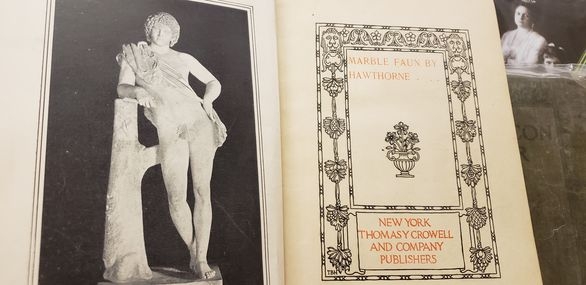 MARBLE FAUN BY
HAWTHORNE ....
NEW YORK
THOMAS Y CROWELL
AND COMPANY
PUBLISHERS